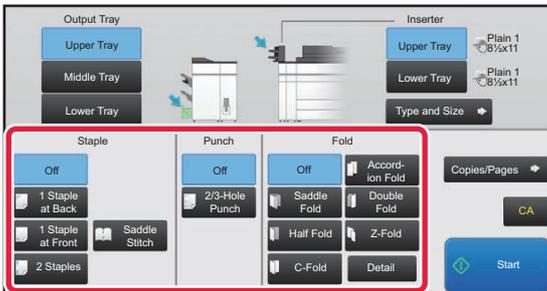 Output Tray
Upper Tray
Middle Tray
Lower Tray
Inserter
Upper Tray
Plain 1
8½x11
Lower Tray
Plain 1
8½x11
Type and Size
Staple
Off
1 Staple
at Back
1 Staple
at Front
Saddle
Stitch
2 Staples
Punch
Off
2/3-Hole
Punch
Fold
Off
Accord-
ion Fold
Saddle
Fold
Double
Fold
Half Fold
Z-Fold
C-Fold
Detail
Copies/Pages
CA
Start